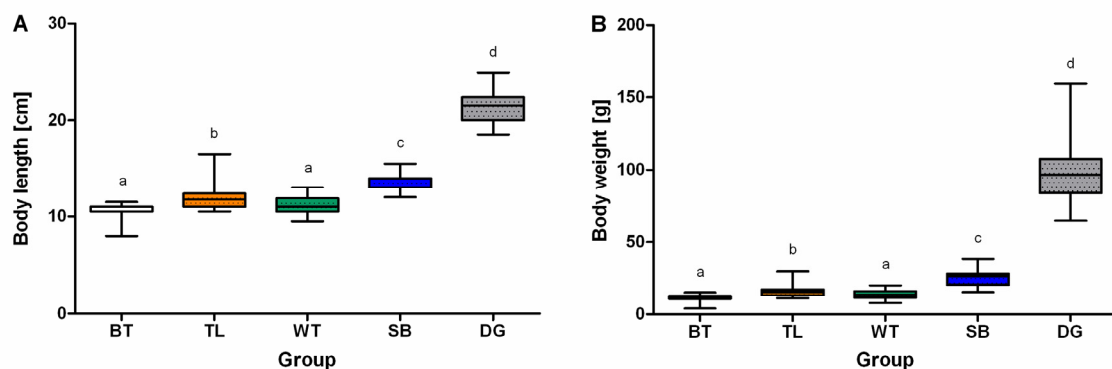 A
Body length [cm]
30
20
10
0
a
b
a
c
d
BT TL WT SB DG
Group
B
Body weight [g]
200
150
100
50
0
a
b
a
c
d
BT TL WT SB DG
Group